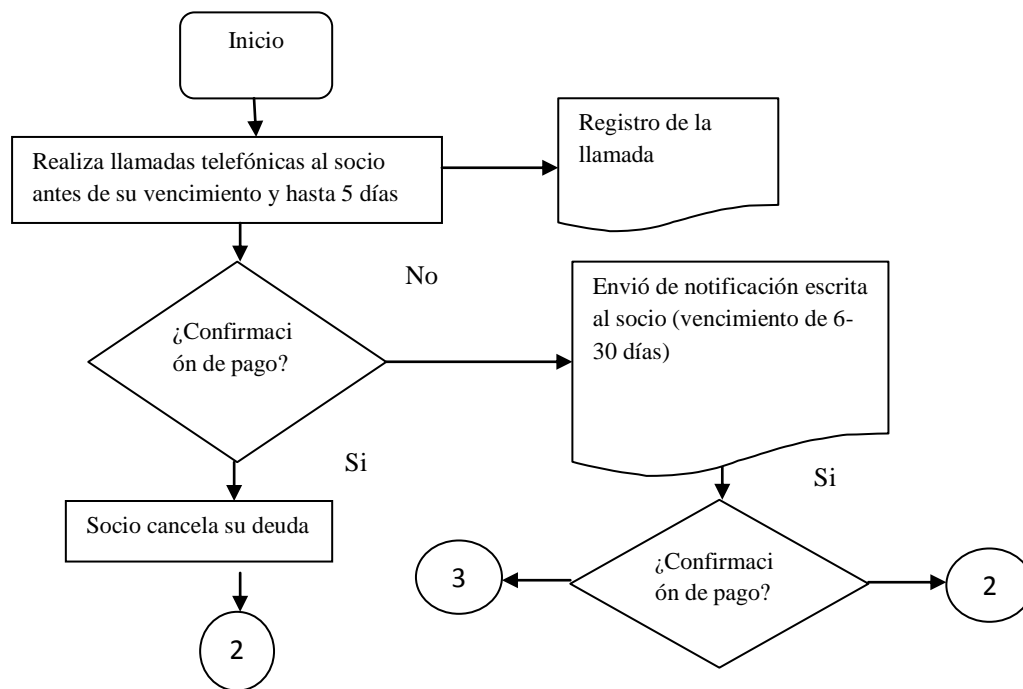 Inicio
Realiza llamadas telefónicas al socio
antes de su vencimiento y hasta 5 días
Registro de la
llamada
No
¿Confirmaci
ón de pago?
Envió de notificación escrita
al socio (vencimiento de 6-
30 días)
Si
Si
Socio cancela su deuda
¿Confirmaci
ón de pago?
3
2
2